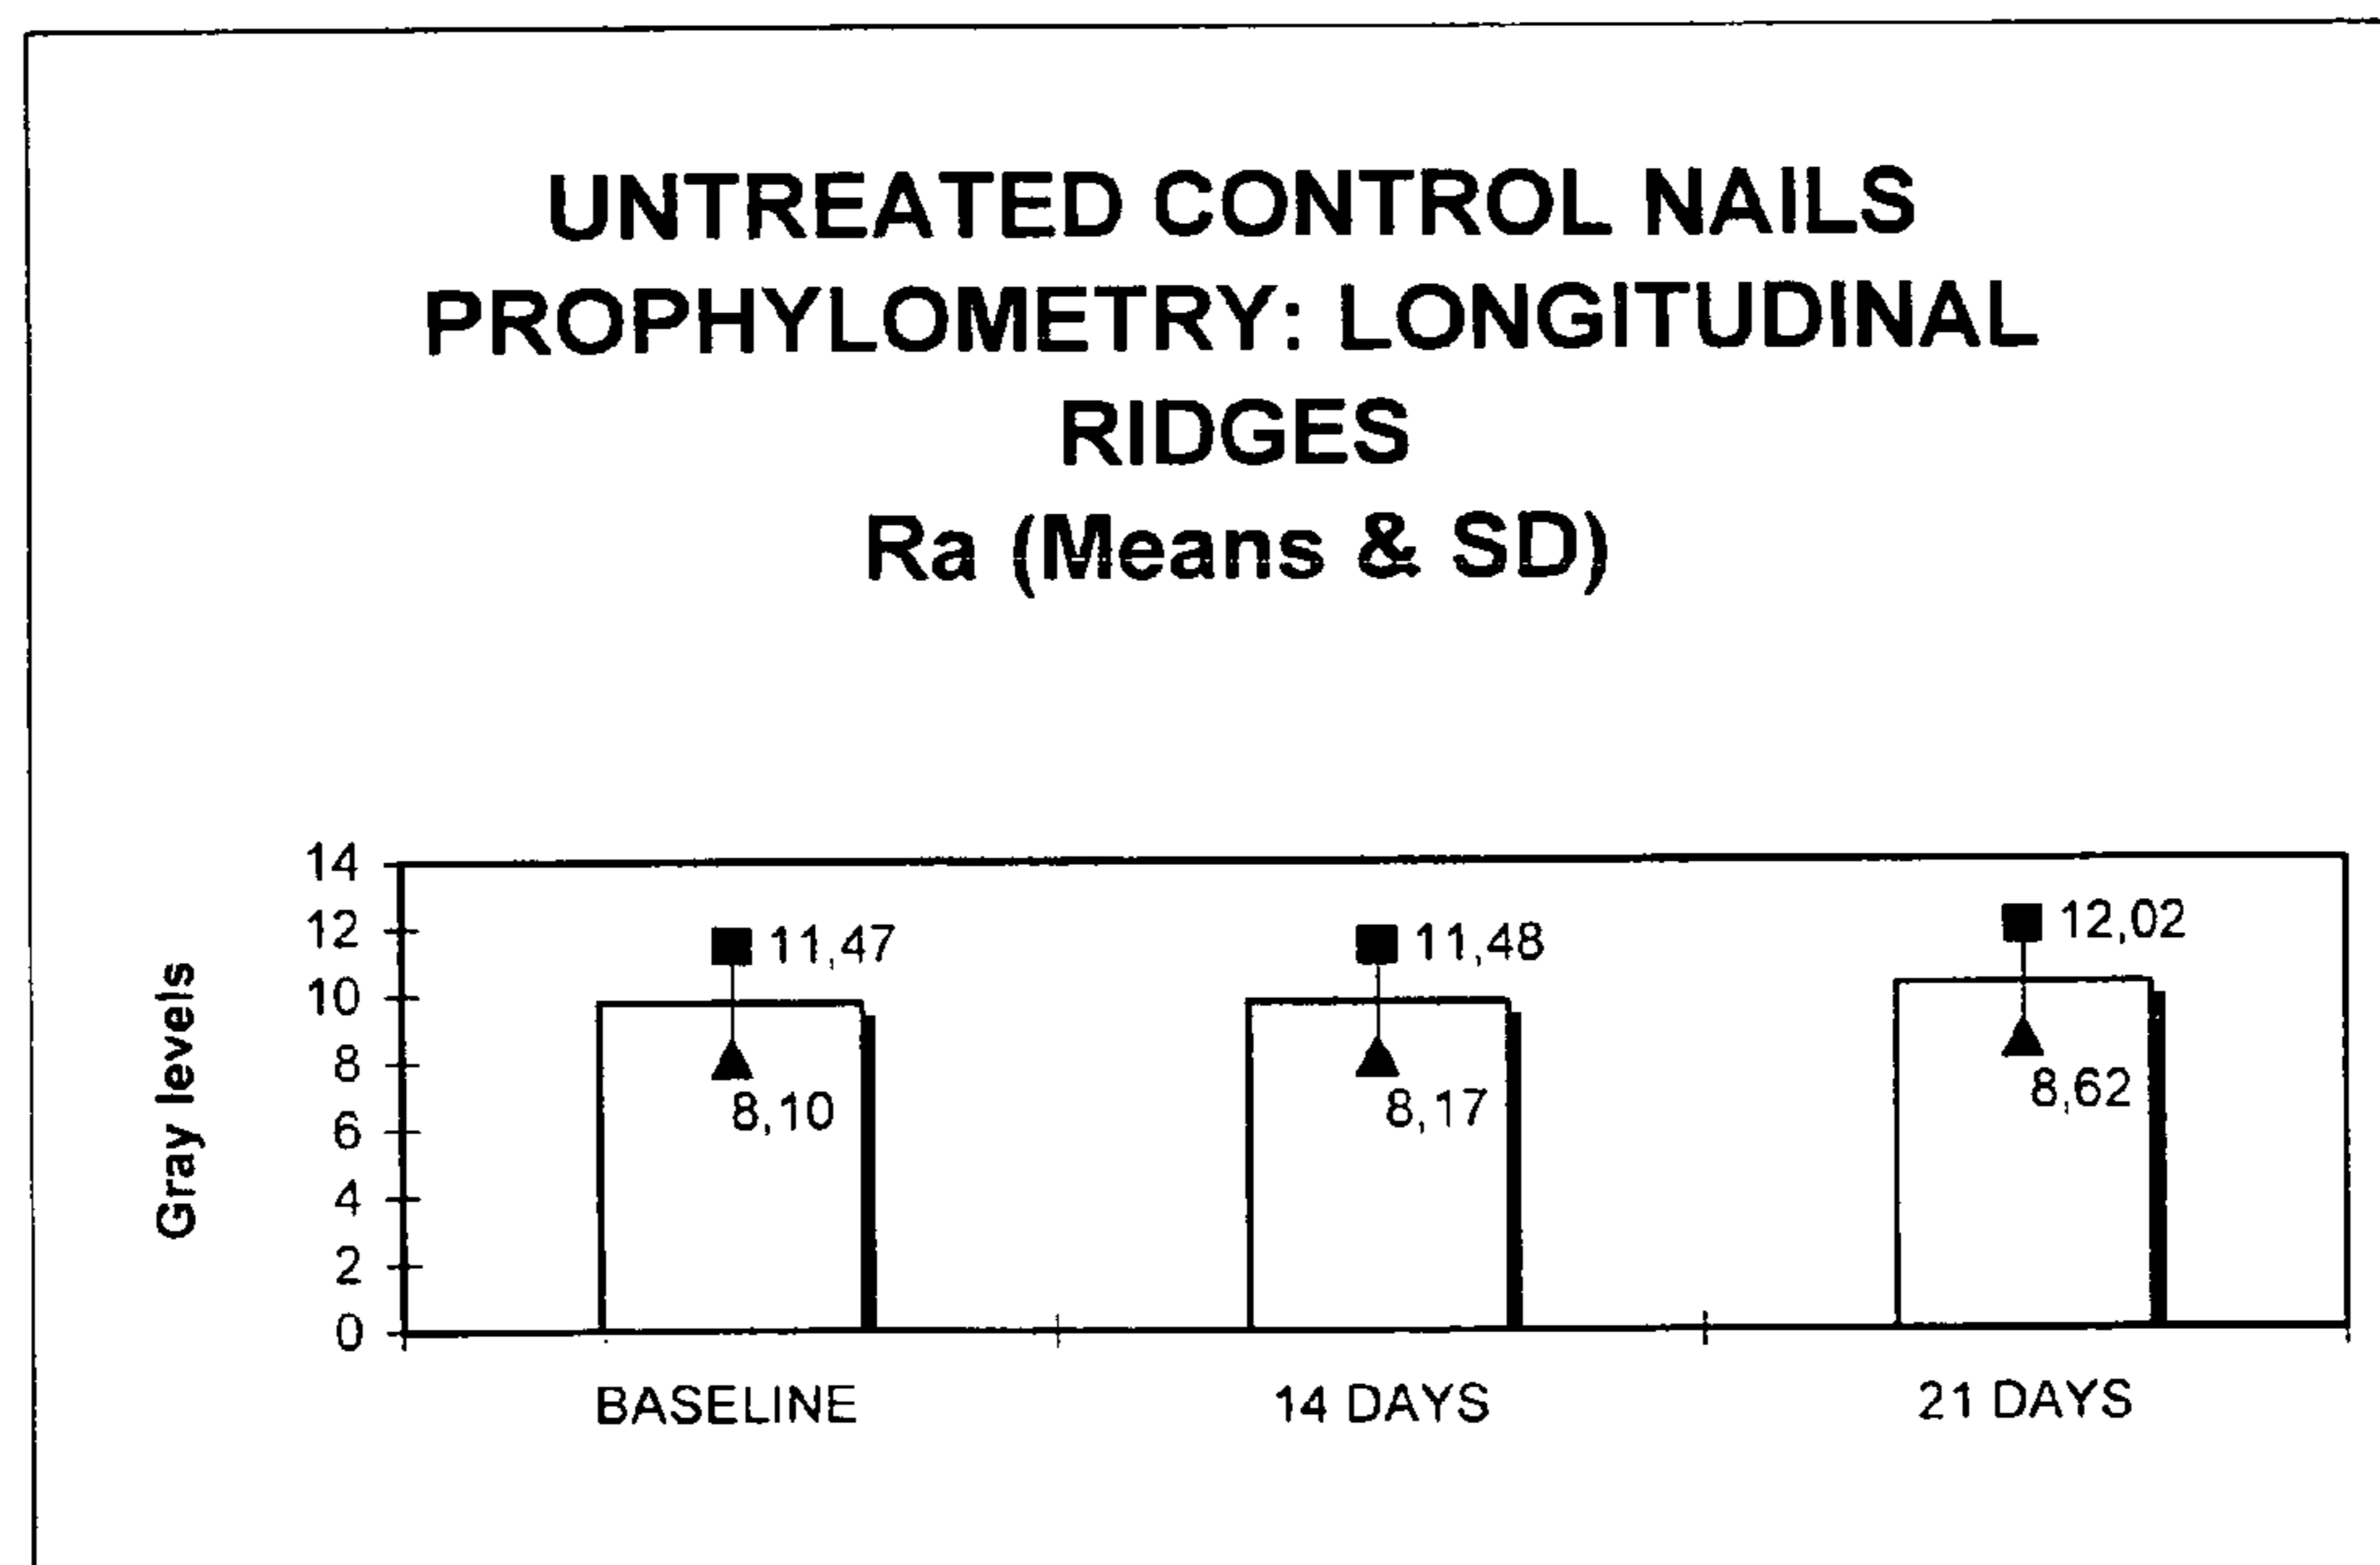 UNTREATED CONTROL NAILS
PROPHYLOMETRY: LONGITUDINAL
RIDGES
Ra (Means & SD)
Gray levels
14
12
10
8
6
4
2
0
11,47
8,10
11,48
8,17
12,02
8,62
BASELINE
14 DAYS
21 DAYS